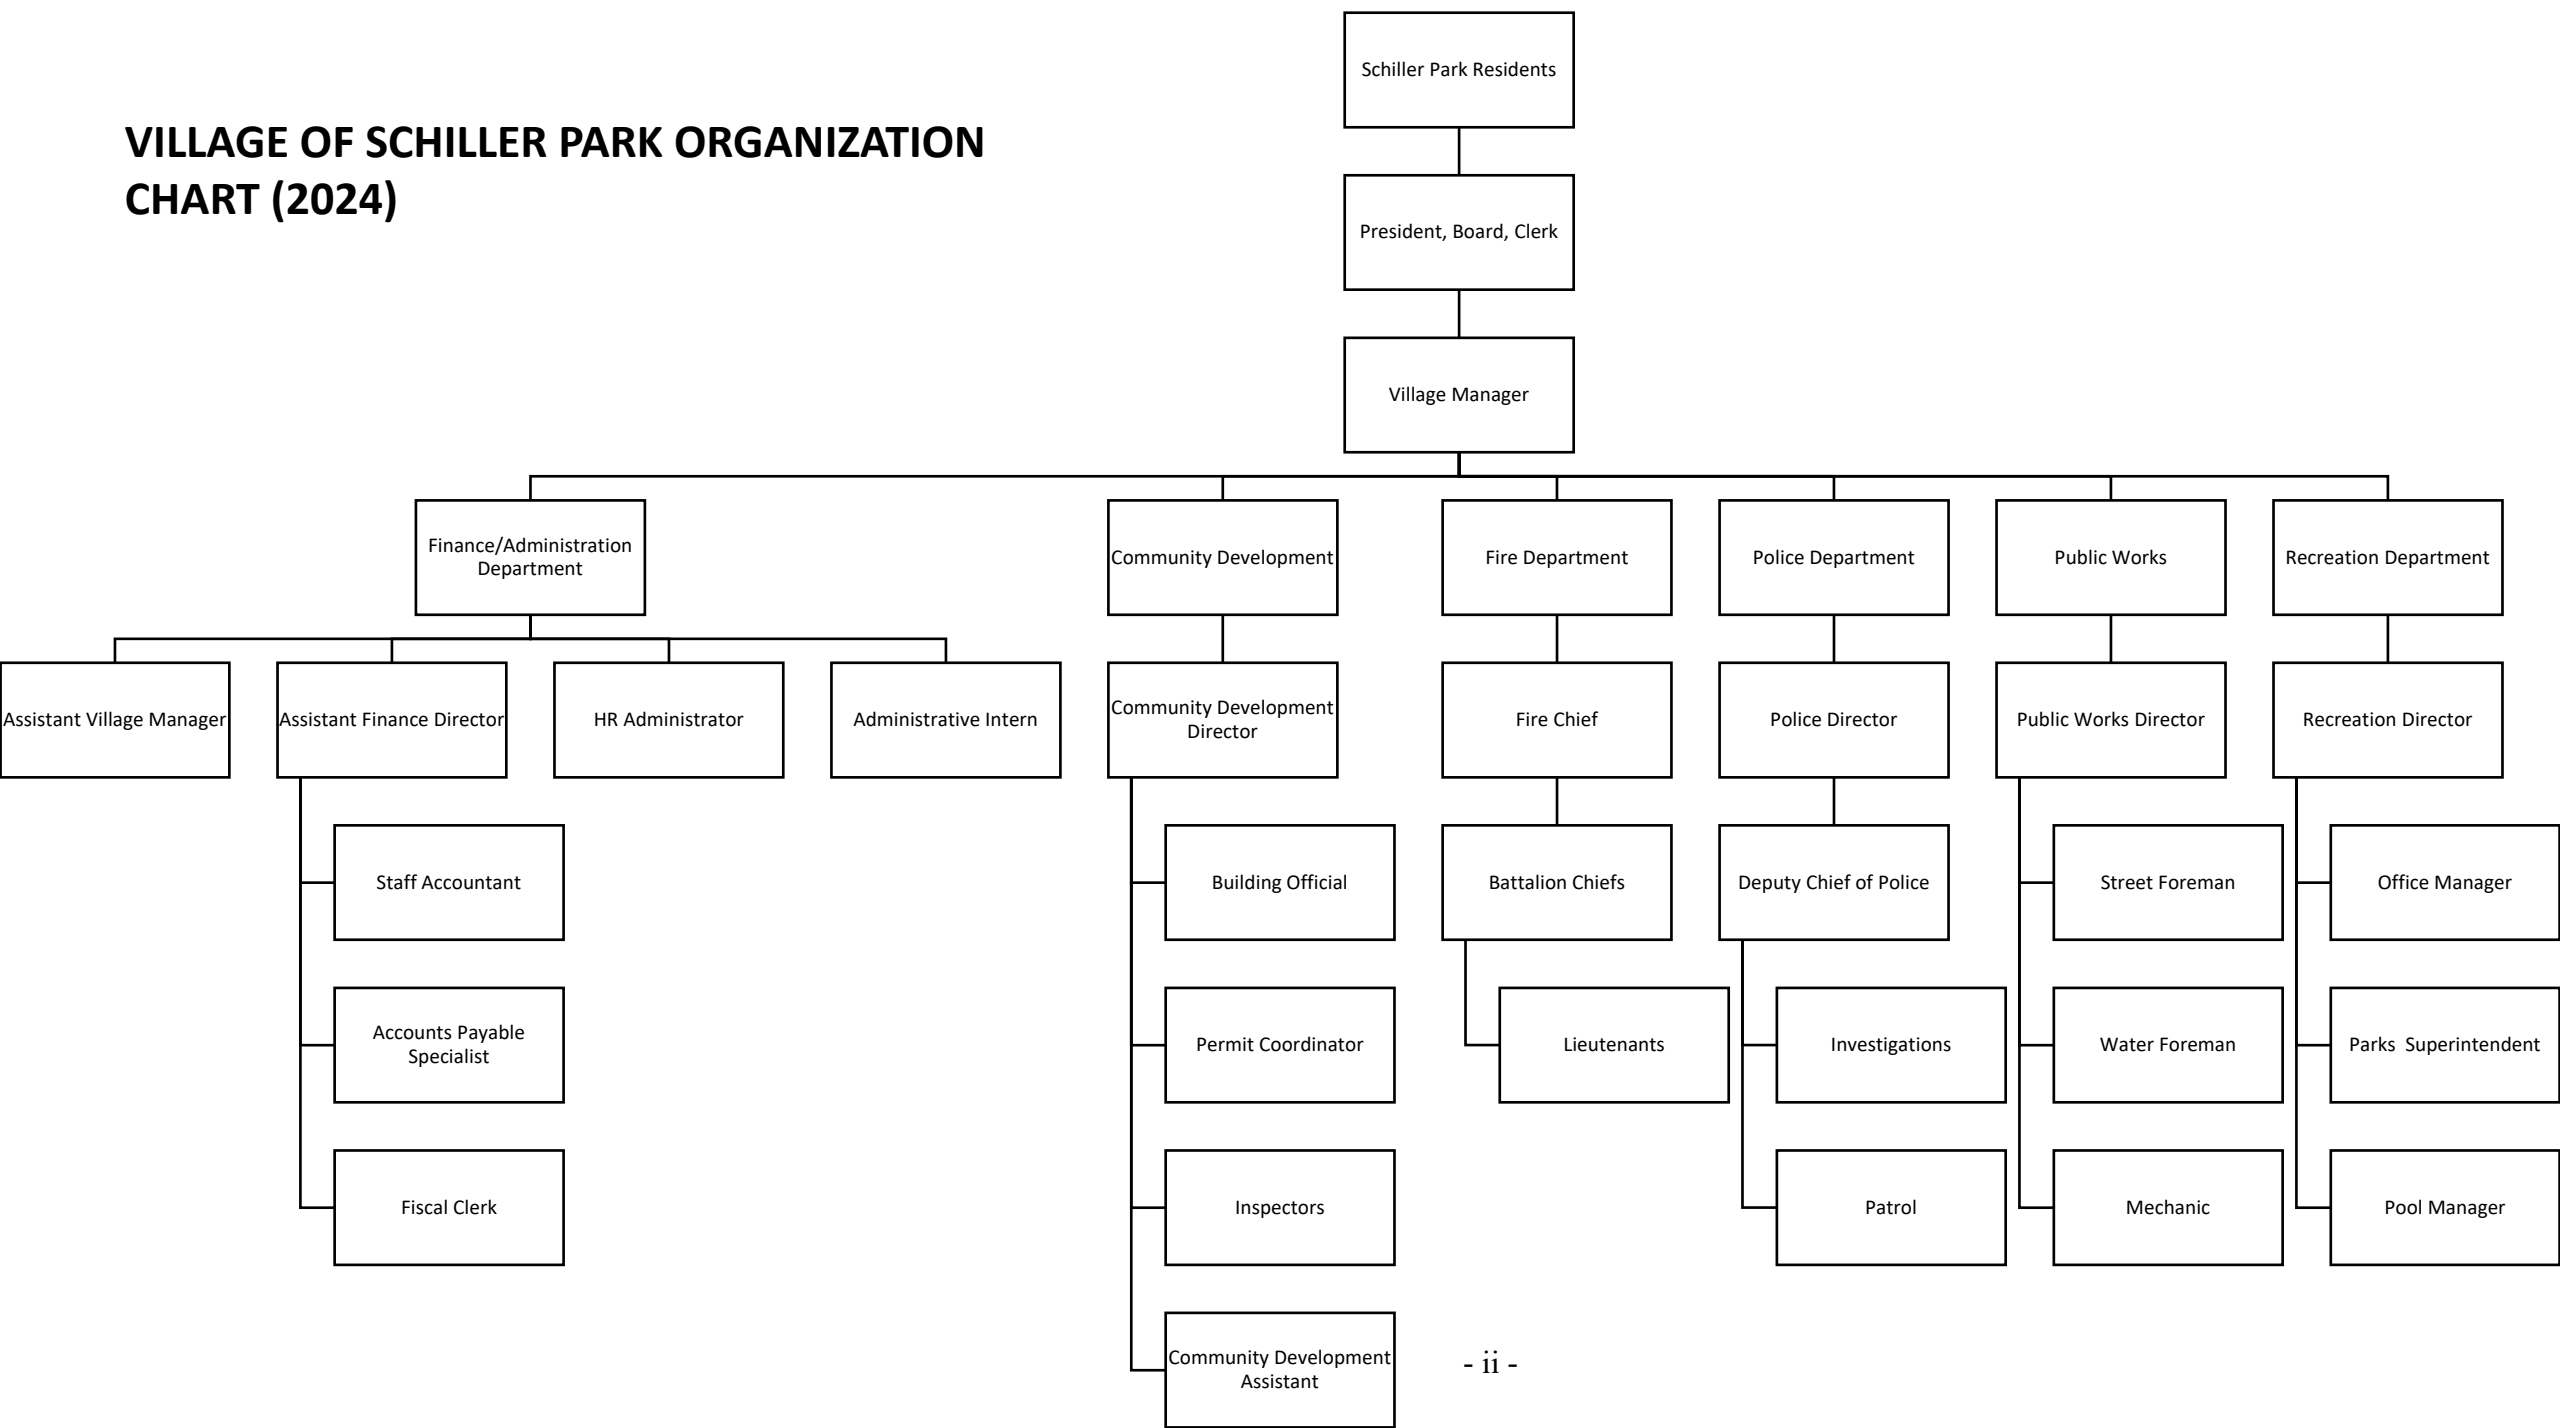 Schiller Park Residents
VILLAGE OF SCHILLER PARK ORGANIZATION
CHART (2024)
President, Board, Clerk
Village Manager
Finance/Administration
Department
Community Development
Fire Department
Police Department
Public Works
Recreation Department
Assistant Village Manager
Assistant Finance Director
HR Administrator
Administrative Intern
Community Development
Director
Fire Chief
Police Director
Public Works Director
Recreation Director
Staff Accountant
Building Official
Battalion Chiefs
Deputy Chief of Police
Street Foreman
Office Manager
Accounts Payable
Specialist
Permit Coordinator
Lieutenants
Investigations
Water Foreman
Parks  Superintendent
Fiscal Clerk
Inspectors
Patrol
Mechanic
Pool Manager
Community Development
Assistant
- ii -